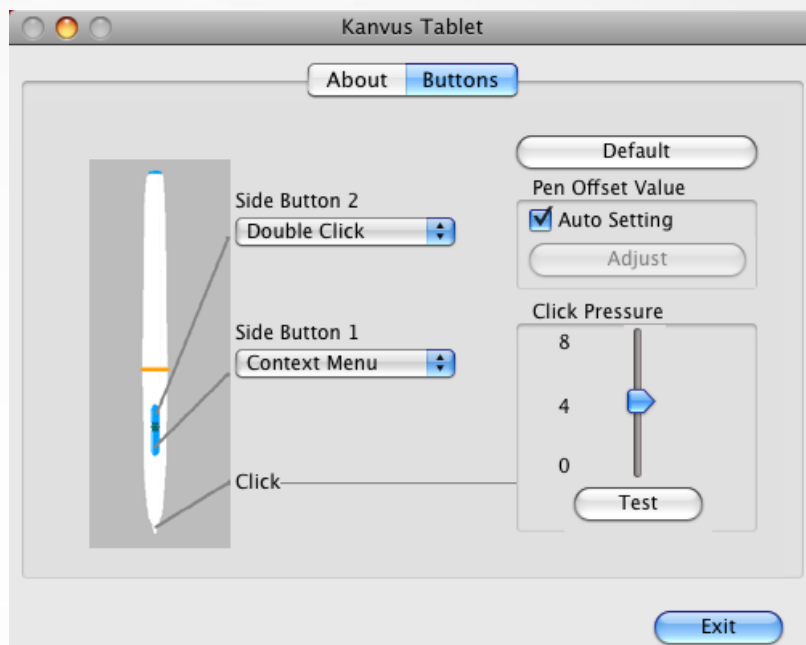 Kanvus Tablet
About
Buttons
Default
Pen Offset Value
Auto Setting
Adjust
Side Button 2
Double Click
Side Button 1
Context Menu
Click Pressure
8
4
0
Click
Test
Exit